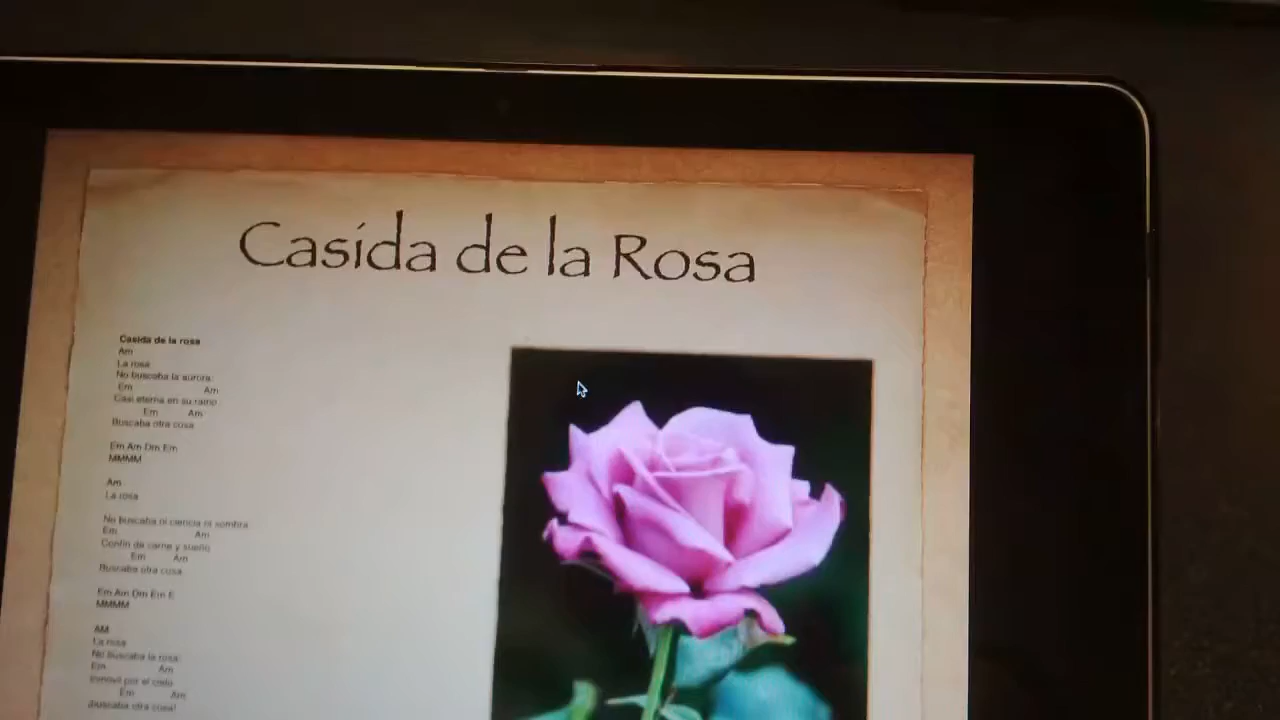 Casida de la Rosa
Casida de la rosa
Am
La rosa
No buscaba la aurora:
Em Am
Casi eterna en su ramo
Em Am
Buscaba otra cosa
Em Am Dm Em
MMMM
Am
La rosa
No buscaba ni ciencia ni sombra
Em Am
Confín de carne y sueño
Em Am
Buscaba otra cosa
Em Am Dm Em E
MMMM
AM
La rosa
No buscaba la rosa:
Em Am
Inmóvil por el cielo
Em Am
¡buscaba otra cosa!